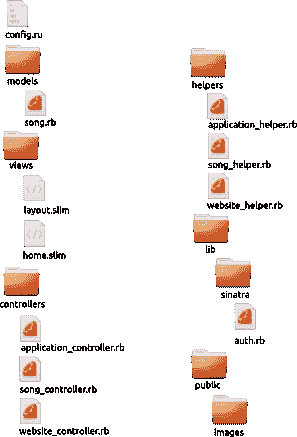 config.ru
models
song.rb
views
layout.slim
home.slim
controllers
application_controller.rb
song_controller.rb
website_controller.rb
helpers
application_helper.rb
song_helper.rb
website_helper.rb
lib
sinatra
auth.rb
public
images